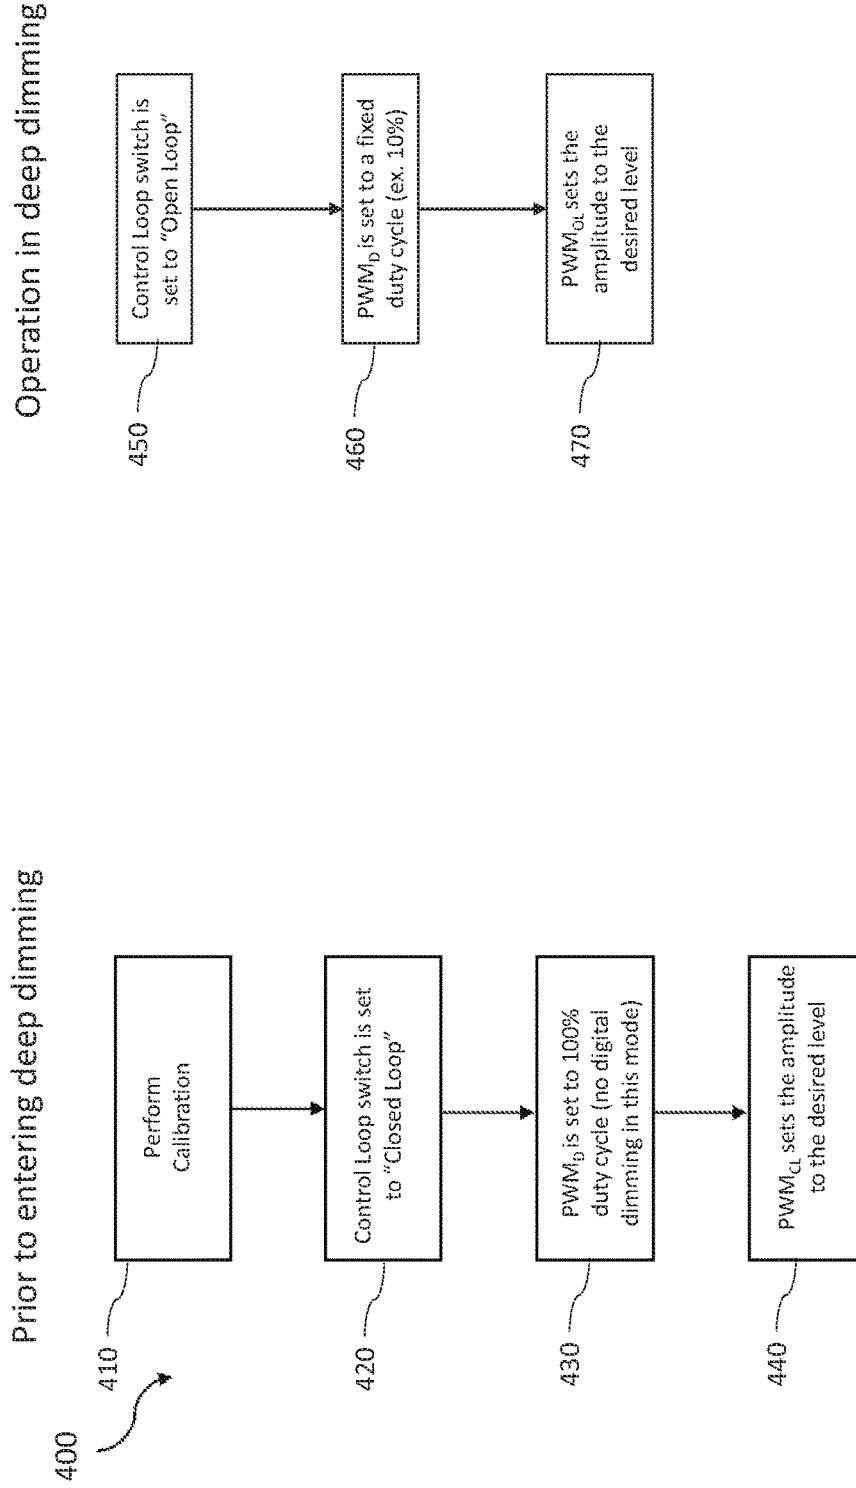 Prior to entering deep dimming
400
410
Perform
Calibration
420
Control Loop switch is set
to “Closed Loop”
430
PWM_D is set to 100%
duty cycle (no digital
dimming in this mode)
440
PWM_CL sets the amplitude
to the desired level
Operation in deep dimming
450
Control Loop switch is
set to “Open Loop”
460
PWM_D is set to a fixed
duty cycle (ex. 10%)
470
PWM_OL sets the
amplitude to the
desired level